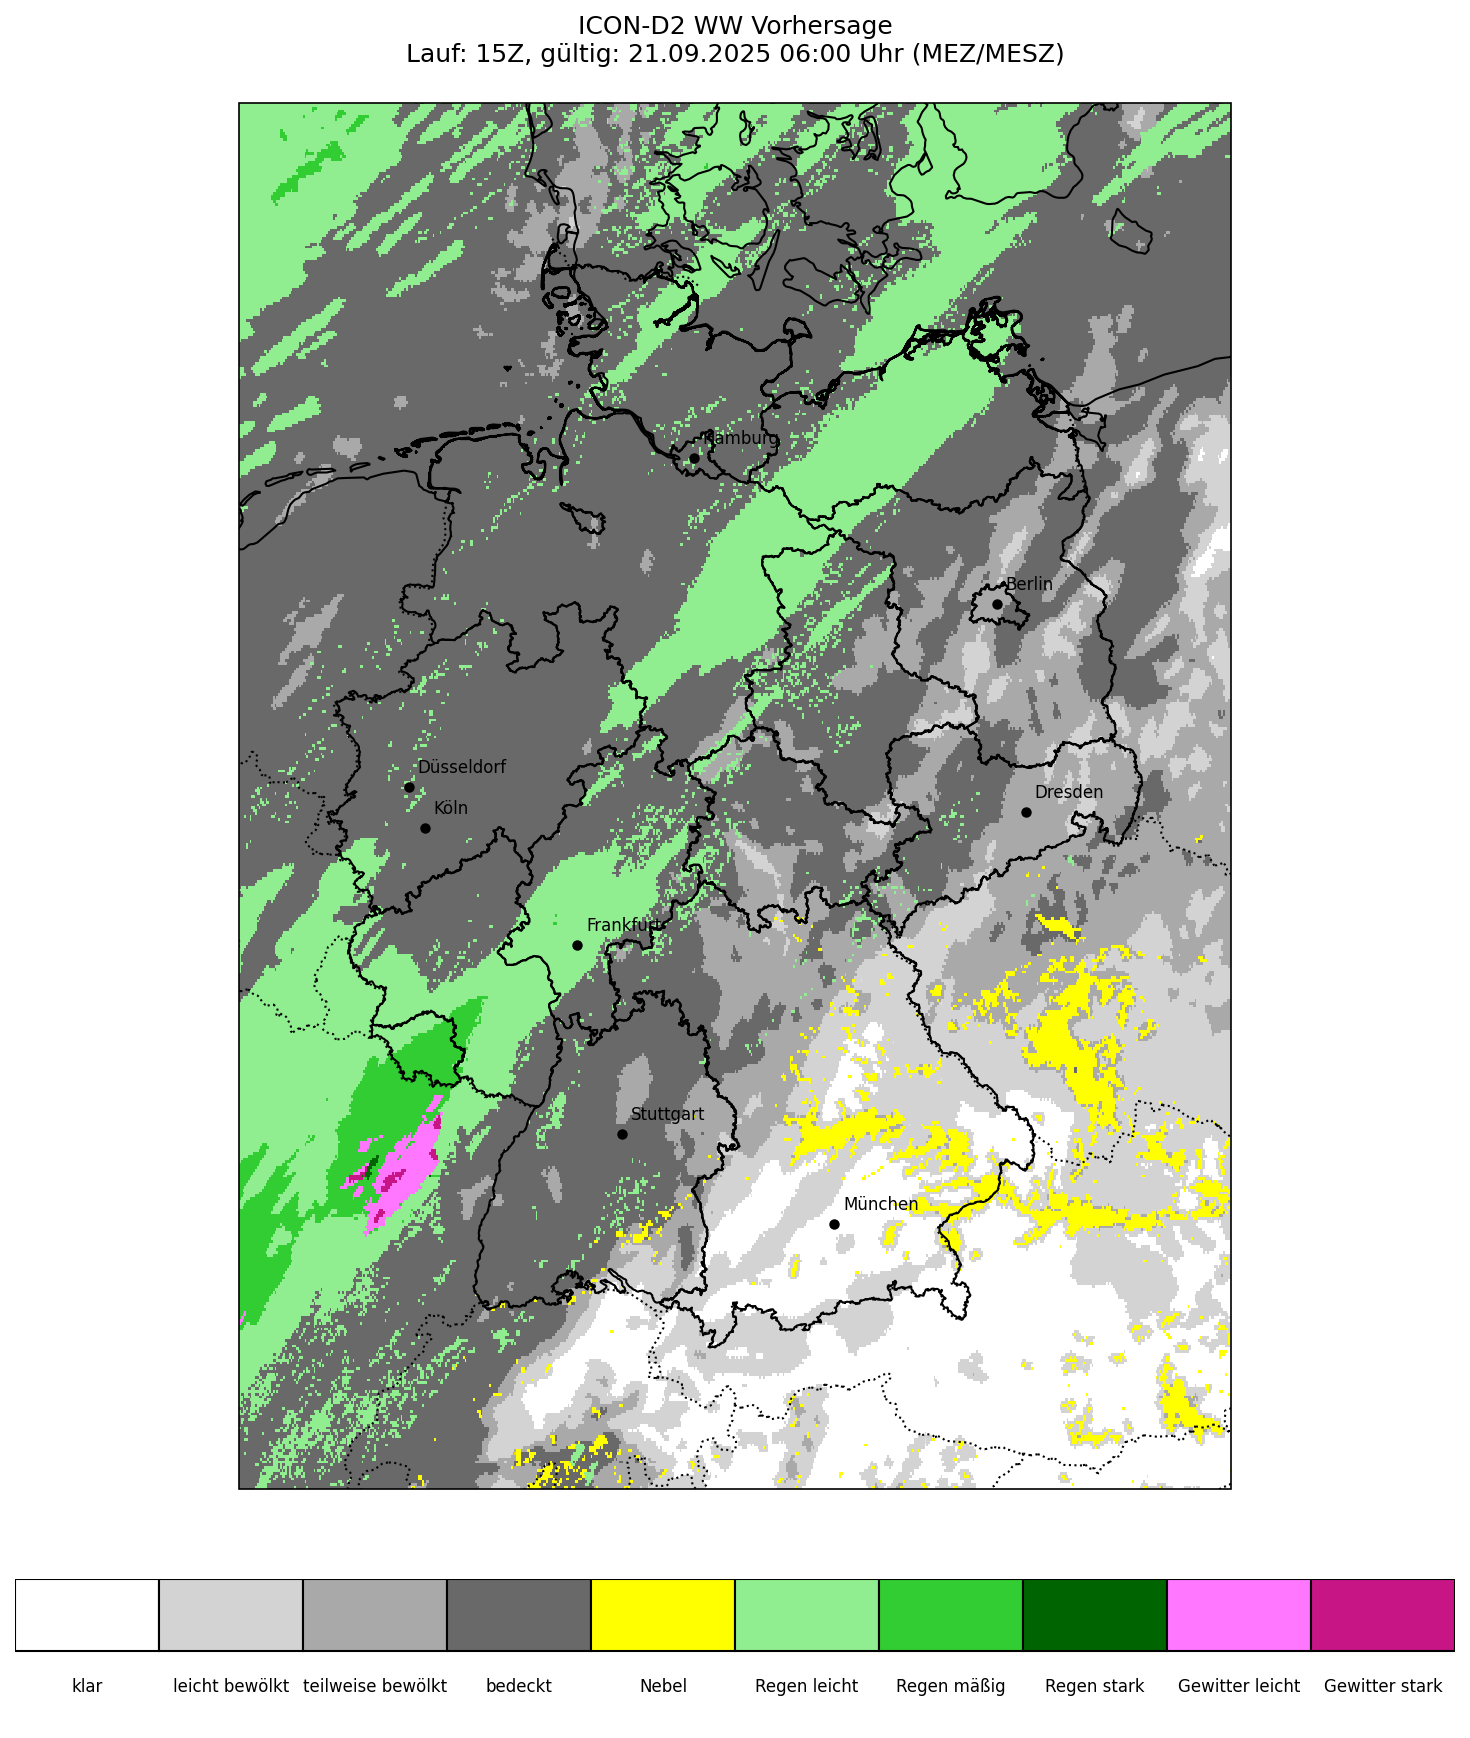 ICON-D2 WW Vorhersage
Lauf: 15Z, gültig: 21.09.2025 06:00 Uhr (MEZ/MESZ)
Hamburg
Berlin
Düsseldorf
Köln
Dresden
Frankfurt
Stuttgart
München
klar
leicht bewölkt
teilweise bewölkt
bedeckt
Nebel
Regen leicht
Regen mäßig
Regen stark
Gewitter leicht
Gewitter stark